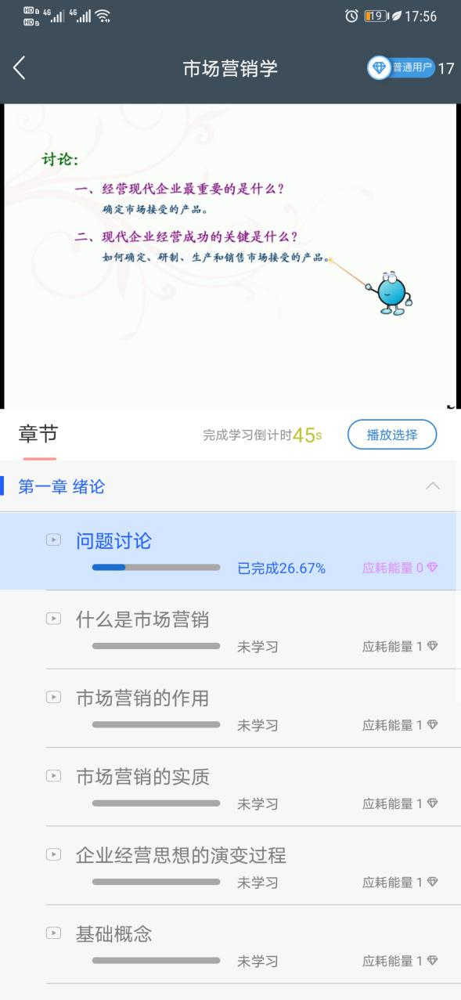 HD 4G 4G 19 17:56
市场营销学 普通用户 17
讨论:
一、经营现代企业最重要的是什么?
确定市场接受的产品。
二、现代企业经营成功的关键是什么?
如何确定、研制、生产和销售市场接受的产品。
章节 完成学习倒计时45s 播放选择
第一章 绪论
问题讨论
已完成26.67% 应耗能量 0
什么是市场营销
未学习 应耗能量 1
市场营销的作用
未学习 应耗能量 1
市场营销的实质
未学习 应耗能量 1
企业经营思想的演变过程
未学习 应耗能量 1
基础概念
未学习 应耗能量 1